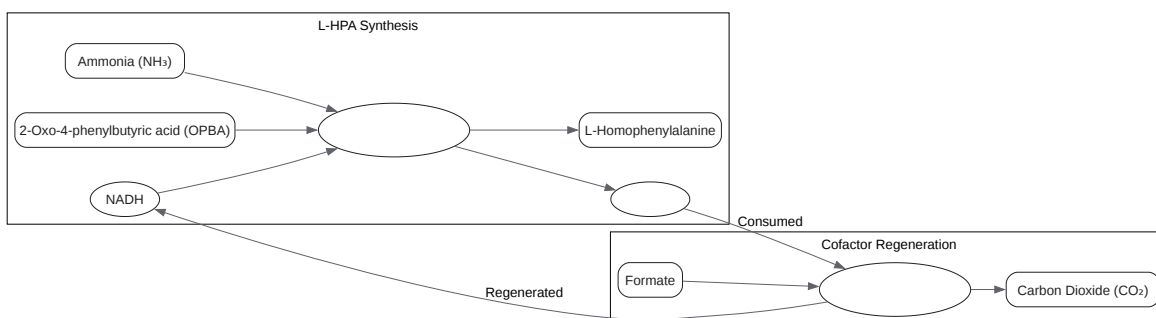 L-HPA Synthesis
Ammonia (NH₃)
2-Oxo-4-phenylbutyric acid (OPBA)
L-Homophenylalanine
NADH
Consumed
Cofactor Regeneration
Formate
Regenerated
Carbon Dioxide (CO₂)